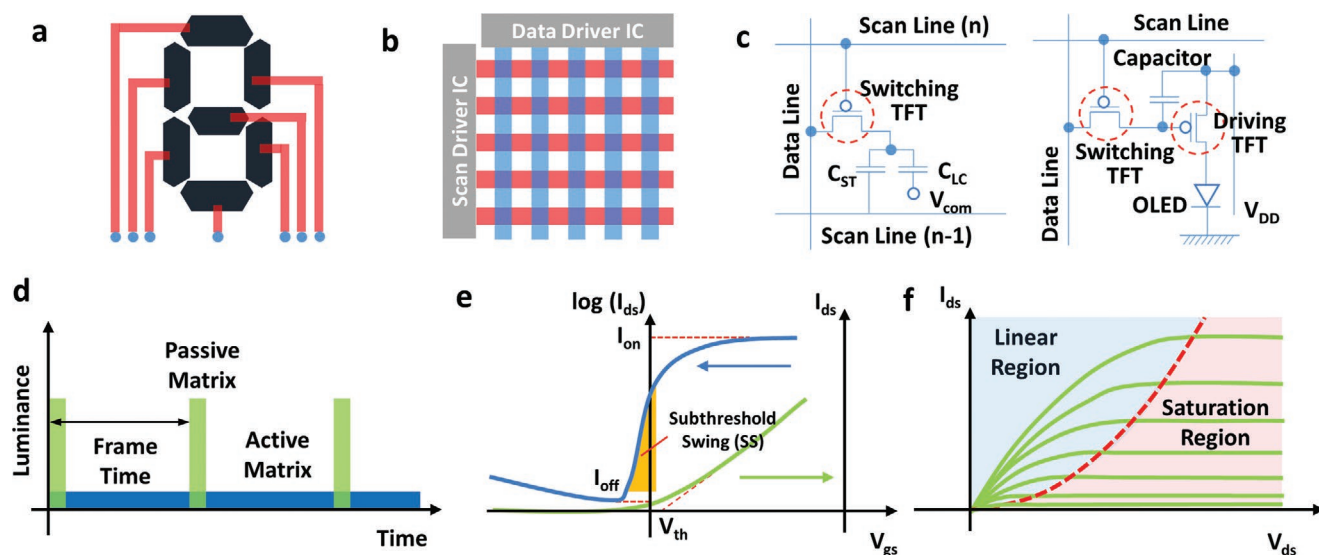 a
b
Data Driver IC
Scan Driver IC
c
Scan Line (n)
Switching
TFT
Data Line
C_ST
C_LC
V_com
Scan Line (n-1)
Scan Line
Capacitor
Driving
TFT
Switching
TFT
Data Line
OLED
V_DD
d
Luminance
Passive
Matrix
Frame
Time
Active
Matrix
Time
e
log (I_ds)
I_ds
I_on
Subthreshold
Swing (SS)
I_off
V_th
V_gs
f
I_ds
Linear
Region
Saturation
Region
V_ds